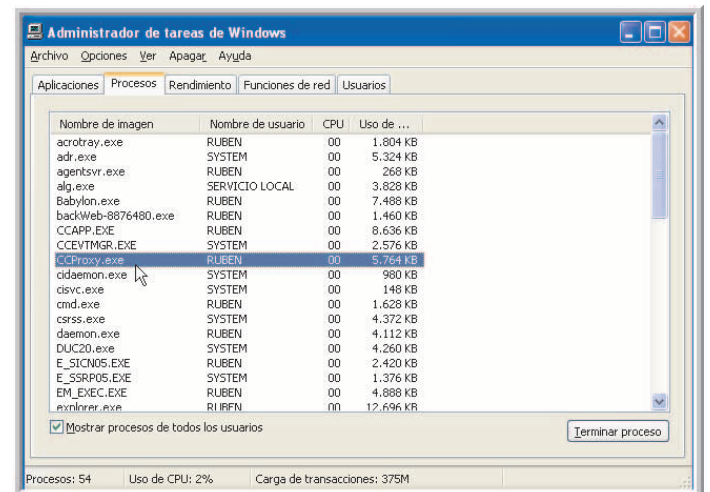 Administrador de tareas de Windows
Archivo Opciones Ver Apagar Ayuda
Aplicaciones Procesos Rendimiento Funciones de red Usuarios
Nombre de imagen Nombre de usuario CPU Uso de ...
acrotray.exe RUBEN 00 1.804 KB
adr.exe SYSTEM 00 5.324 KB
agentsvr.exe RUBEN 00 268 KB
alg.exe SERVICIO LOCAL 00 3.828 KB
Babylon.exe RUBEN 00 7.488 KB
backWeb-8876480.exe RUBEN 00 1.460 KB
CCAPP.EXE RUBEN 00 8.636 KB
CCEVTMGR.EXE SYSTEM 00 2.576 KB
CCProxy.exe RUBEN 00 5.764 KB
cidaemon.exe SYSTEM 00 980 KB
cisvc.exe SYSTEM 00 148 KB
cmd.exe RUBEN 00 1.628 KB
csrss.exe SYSTEM 00 4.372 KB
daemon.exe RUBEN 00 4.112 KB
DUC20.exe SYSTEM 00 4.260 KB
E_SICN05.EXE RUBEN 00 2.420 KB
E_SSRP05.EXE SYSTEM 00 1.376 KB
EM_EXEC.EXE RUBEN 00 4.888 KB
explorer.exe RUBEN 00 12.696 KB
Mostrar procesos de todos los usuarios Terminar proceso
Procesos: 54 Uso de CPU: 2% Carga de transacciones: 375M